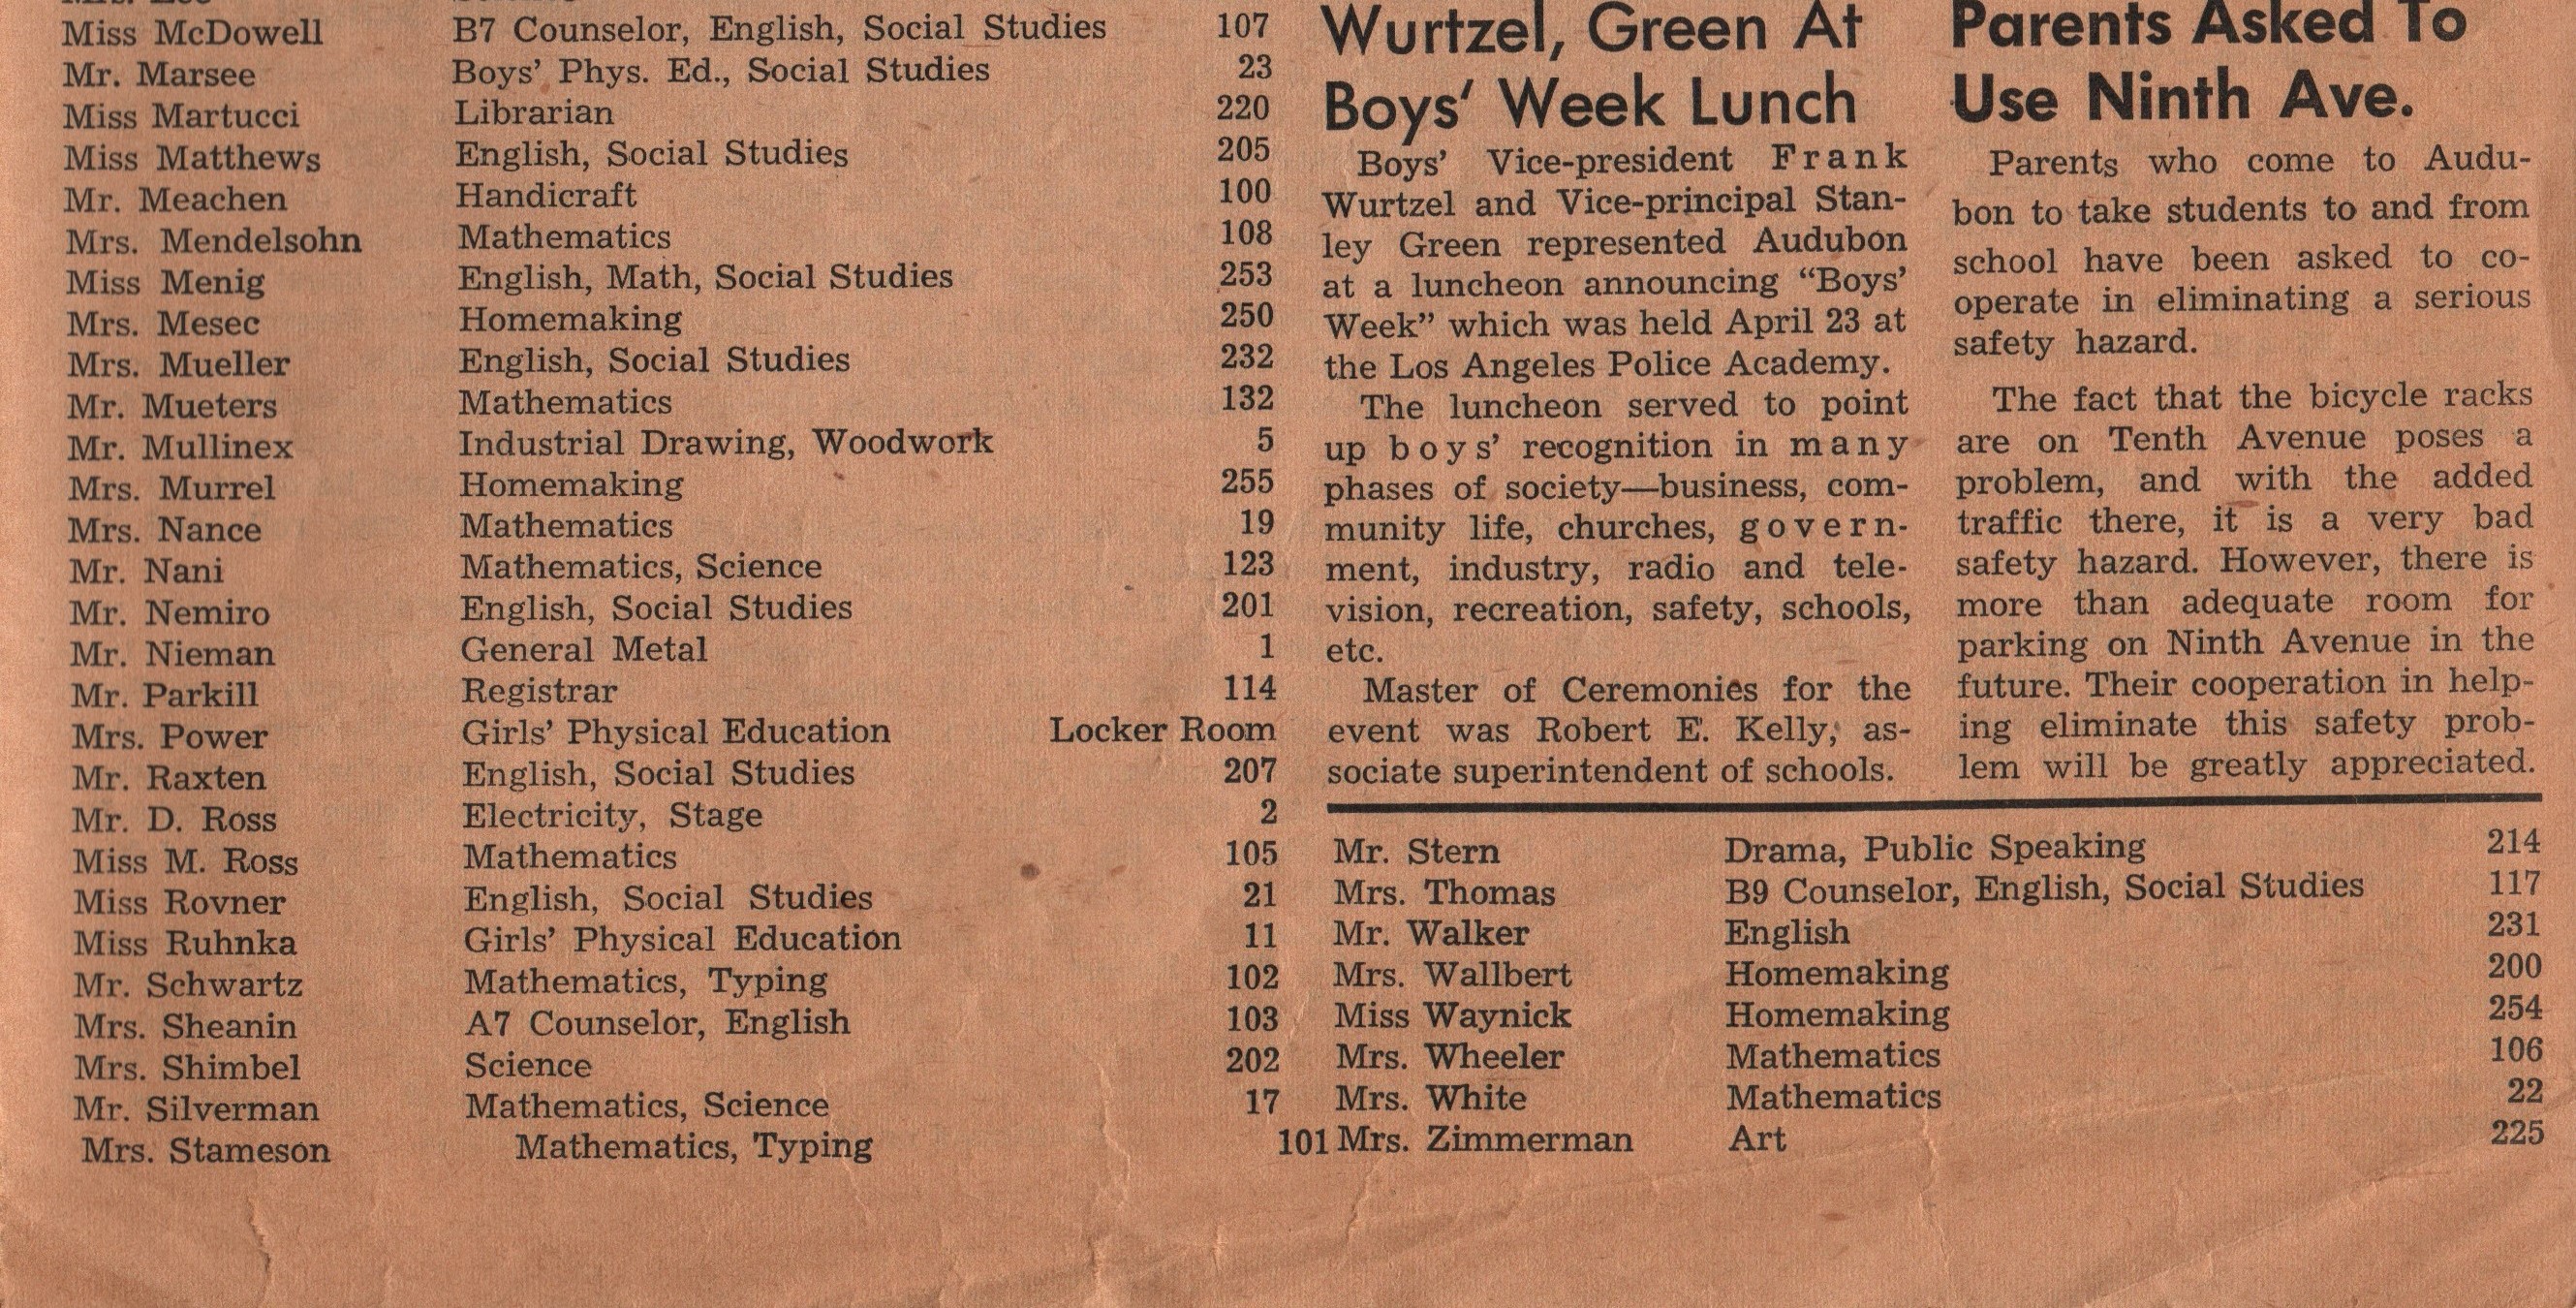 Miss McDowell B7 Counselor, English, Social Studies 107
Mr. Marsee Boys' Phys. Ed., Social Studies 23
Miss Martucci Librarian 220
Miss Matthews English, Social Studies 205
Mr. Meachen Handicraft 100
Mrs. Mendelsohn Mathematics 108
Miss Menig English, Math, Social Studies 253
Mrs. Mesec Homemaking 250
Mrs. Mueller English, Social Studies 232
Mr. Mueters Mathematics 132
Mr. Mullinex Industrial Drawing, Woodwork 5
Mrs. Murrel Homemaking 255
Mrs. Nance Mathematics 19
Mr. Nani Mathematics, Science 123
Mr. Nemiro English, Social Studies 201
Mr. Nieman General Metal 1
Mr. Parkill Registrar 114
Mrs. Power Girls' Physical Education Locker Room
Mr. Raxten English, Social Studies 207
Mr. D. Ross Electricity, Stage 2
Miss M. Ross Mathematics 105
Miss Rovner English, Social Studies 21
Miss Ruhnka Girls' Physical Education 11
Mr. Schwartz Mathematics, Typing 102
Mrs. Sheanin A7 Counselor, English 103
Mrs. Shimbel Science 202
Mr. Silverman Mathematics, Science 17
Mrs. Stameson Mathematics, Typing 101
Wurtzel, Green At
Boys' Week Lunch
Boys' Vice-president Frank
Wurtzel and Vice-principal Stan-
ley Green represented Audubon
at a luncheon announcing “Boys'
Week” which was held April 23 at
the Los Angeles Police Academy.
The luncheon served to point
up boys' recognition in many
phases of society—business, com-
munity life, churches, govern-
ment, industry, radio and tele-
vision, recreation, safety, schools,
etc.
Master of Ceremonies for the
event was Robert E. Kelly, as-
sociate superintendent of schools.
Parents Asked To
Use Ninth Ave.
Parents who come to Audu-
bon to take students to and from
school have been asked to co-
operate in eliminating a serious
safety hazard.
The fact that the bicycle racks
are on Tenth Avenue poses a
problem, and with the added
traffic there, it is a very bad
safety hazard. However, there is
more than adequate room for
parking on Ninth Avenue in the
future. Their cooperation in help-
ing eliminate this safety prob-
lem will be greatly appreciated.
Mr. Stern Drama, Public Speaking 214
Mrs. Thomas B9 Counselor, English, Social Studies 117
Mr. Walker English 231
Mrs. Wallbert Homemaking 200
Miss Waynick Homemaking 254
Mrs. Wheeler Mathematics 106
Mrs. White Mathematics 22
Mrs. Zimmerman Art 225